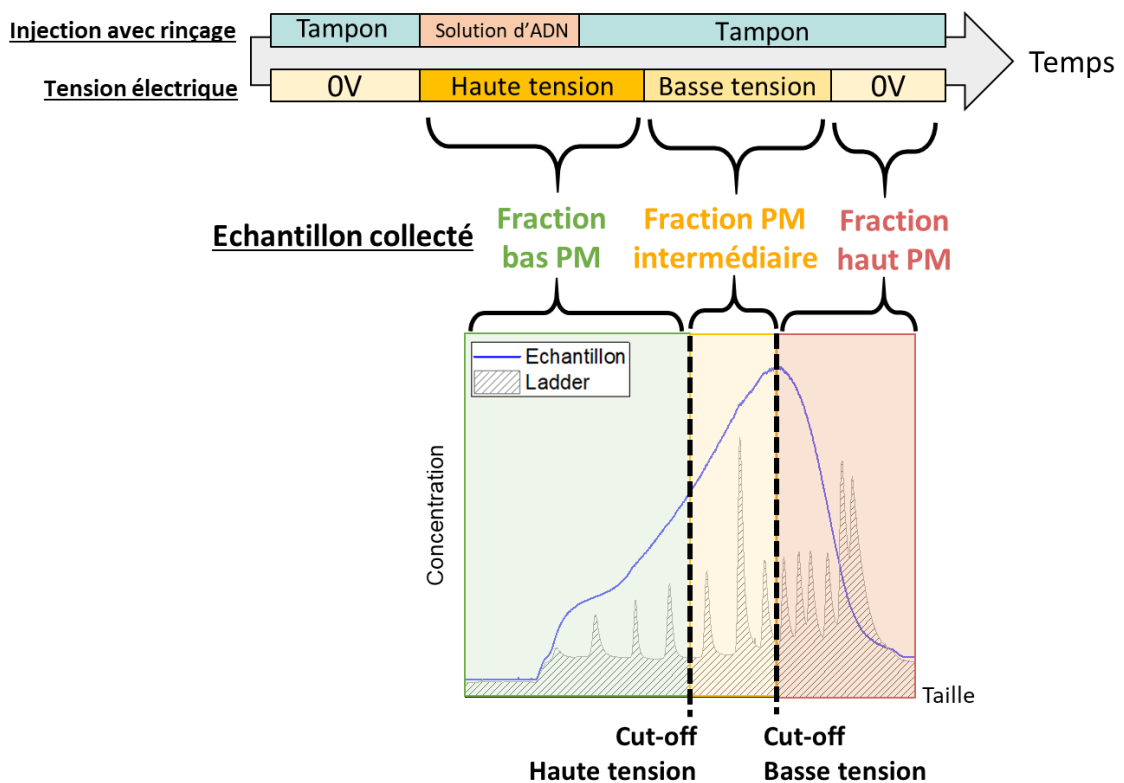 Injection avec rinçage
Tampon
Solution d'ADN
Tampon
Temps
Tension électrique
0V
Haute tension
Basse tension
0V
Echantillon collecté
Fraction
bas PM
Fraction PM
intermédiaire
Fraction
haut PM
Echantillon
Ladder
Concentration
Taille
Cut-off
Haute tension
Cut-off
Basse tension